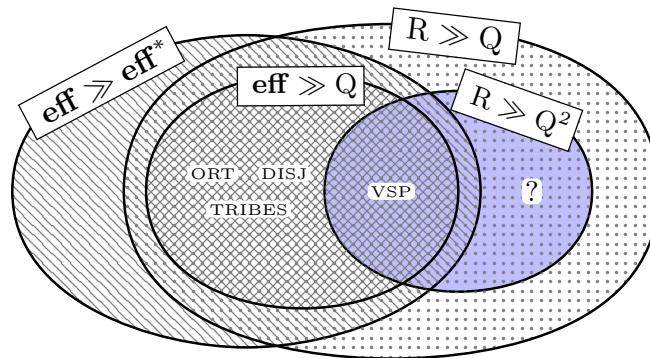 eff ≫ eff*
R ≫ Q
eff ≫ Q
R ≫ Q²
ORT DISJ
TRIBES
VSP
?